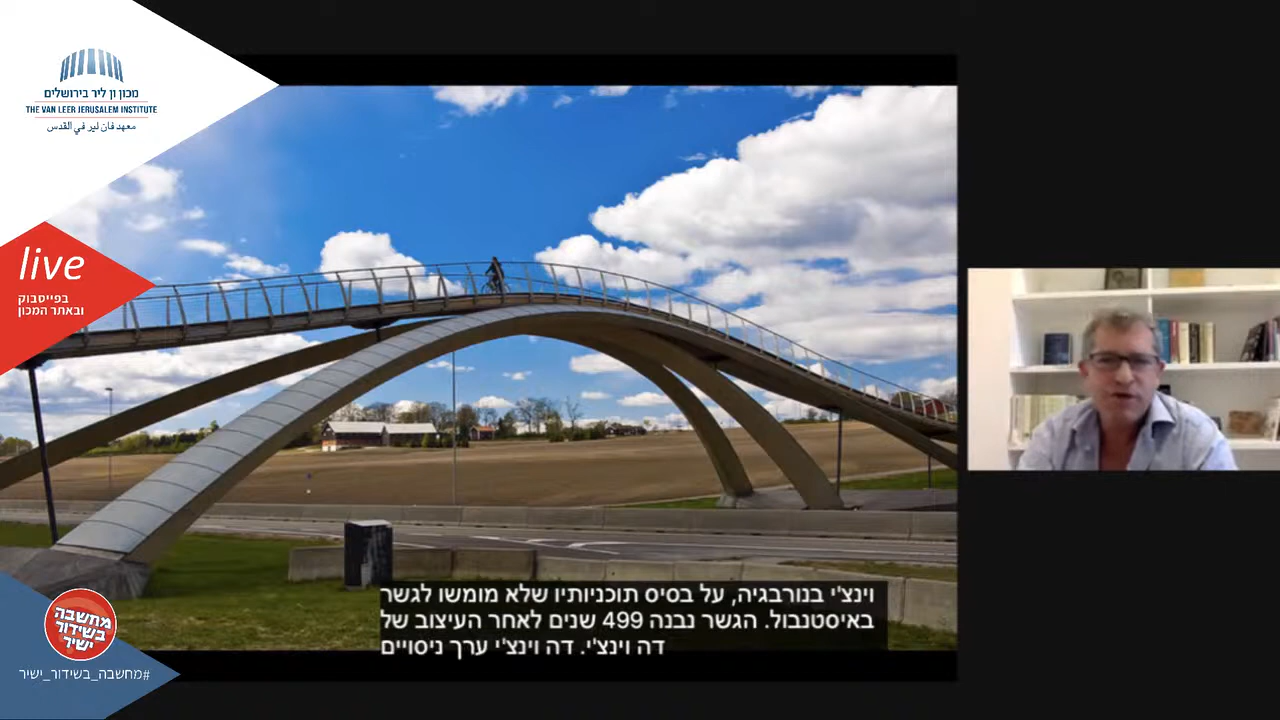 מכון ון ליר בירושלים
THE VAN LEER JERUSALEM INSTITUTE
معهد فان لير في القدس
live
בפייסבוק
ובאתר המכון
וינצ'י בנורבגיה, על בסיס תוכניותיו שלא מומשו לגשר
באיסטנבול. הגשר נבנה 499 שנים לאחר העיצוב של
דה וינצ'י. דה וינצ'י ערך ניסויים
מחשבה
בשידור
ישיר
#מחשבה_בשידור_ישיר